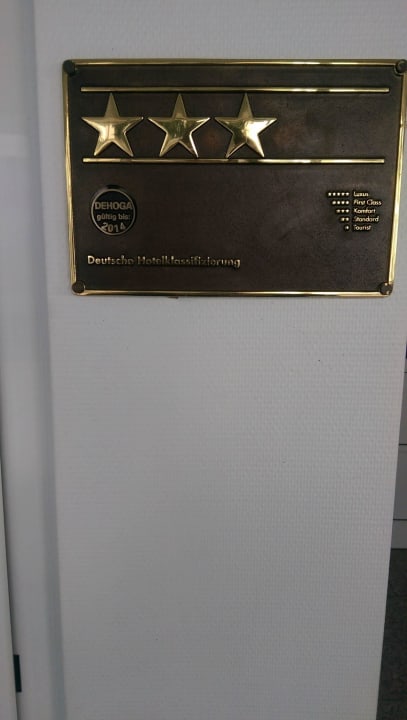 DEHOGA
gültig bis:
2014
Deutsche Hotelklassifizierung
***** Luxus
**** First Class
*** Komfort
** Standard
* Tourist